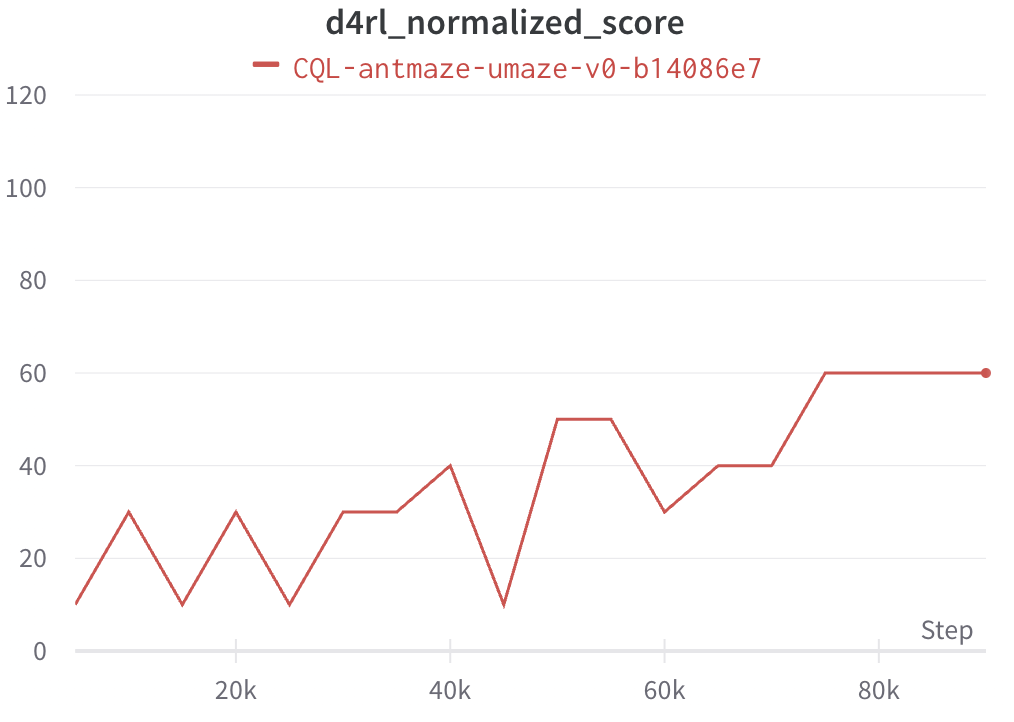 d4rl_normalized_score
CQL-antmaze-umaze-v0-b14086e7
120
100
80
60
40
20
0
Step
20k
40k
60k
80k